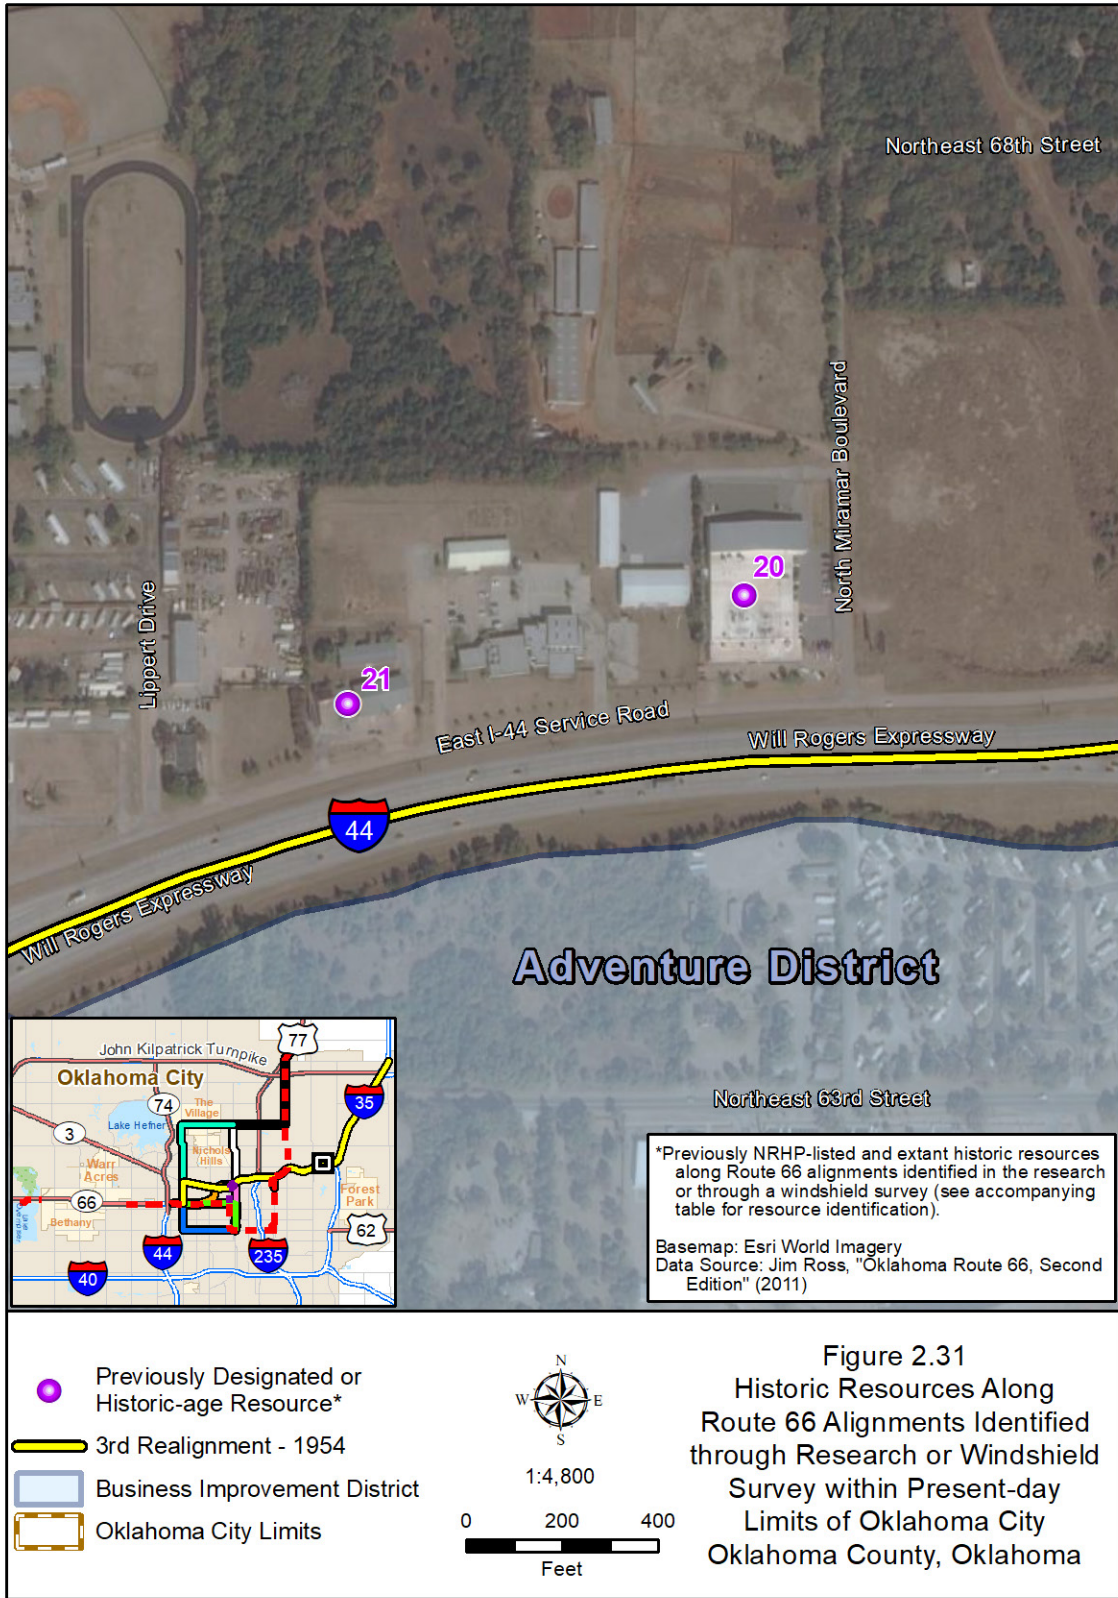 Northeast 68th Street
North Miramar Boulevard
20
Lippert Drive
21
East I-44 Service Road
Will Rogers Expressway
44
Will Rogers Expressway
Adventure District
Northeast 63rd Street
77
John Kilpatrick Turnpike
Oklahoma City
74
The
Village
35
Lake Hefner
3
Nichols
Hills
Warr
Acres
66
Forest
Park
Bethany
62
44
235
40
*Previously NRHP-listed and extant historic resources
along Route 66 alignments identified in the research
or through a windshield survey (see accompanying
table for resource identification).
Basemap: Esri World Imagery
Data Source: Jim Ross, "Oklahoma Route 66, Second
Edition" (2011)
Previously Designated or
Historic-age Resource*
3rd Realignment - 1954
Business Improvement District
Oklahoma City Limits
N
W E
S
1:4,800
0 200 400
Feet
Figure 2.31
Historic Resources Along
Route 66 Alignments Identified
through Research or Windshield
Survey within Present-day
Limits of Oklahoma City
Oklahoma County, Oklahoma